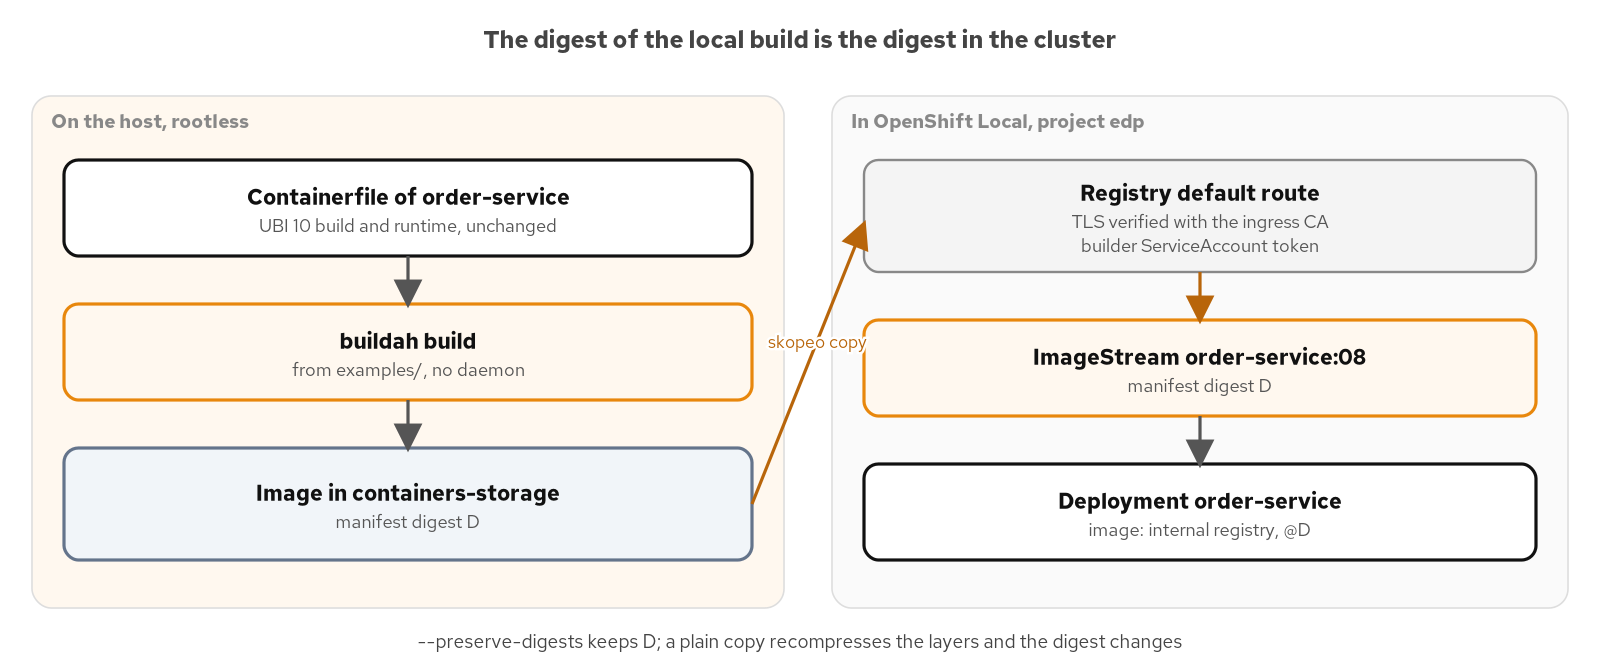 The digest of the local build is the digest in the cluster
On the host, rootless
Containerfile of order-service
UBI 10 build and runtime, unchanged
buildah build
from examples/, no daemon
Image in containers-storage
manifest digest D
skopeo copy
In OpenShift Local, project edp
Registry default route
TLS verified with the ingress CA
builder ServiceAccount token
ImageStream order-service:08
manifest digest D
Deployment order-service
image: internal registry, @D
--preserve-digests keeps D; a plain copy recompresses the layers and the digest changes